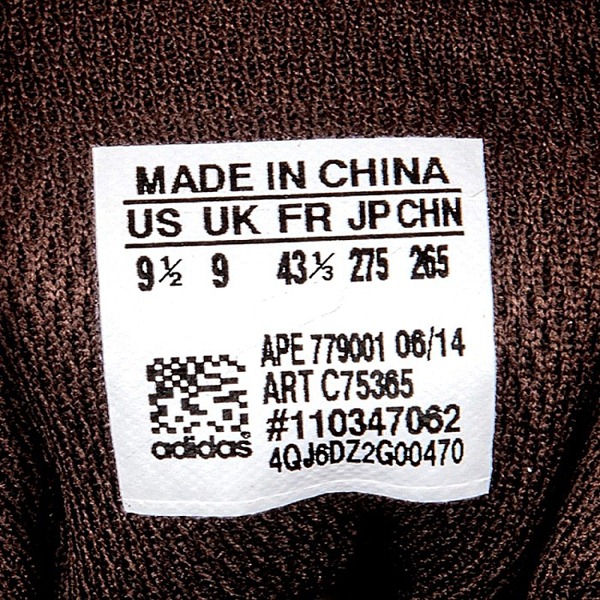 MADE IN CHINA
US UK FR JP CHN
9½ 9 43⅓ 275 265
APE 779001 06/14
ART C75365
#110347062
4QJ6DZ2G00470
adidas